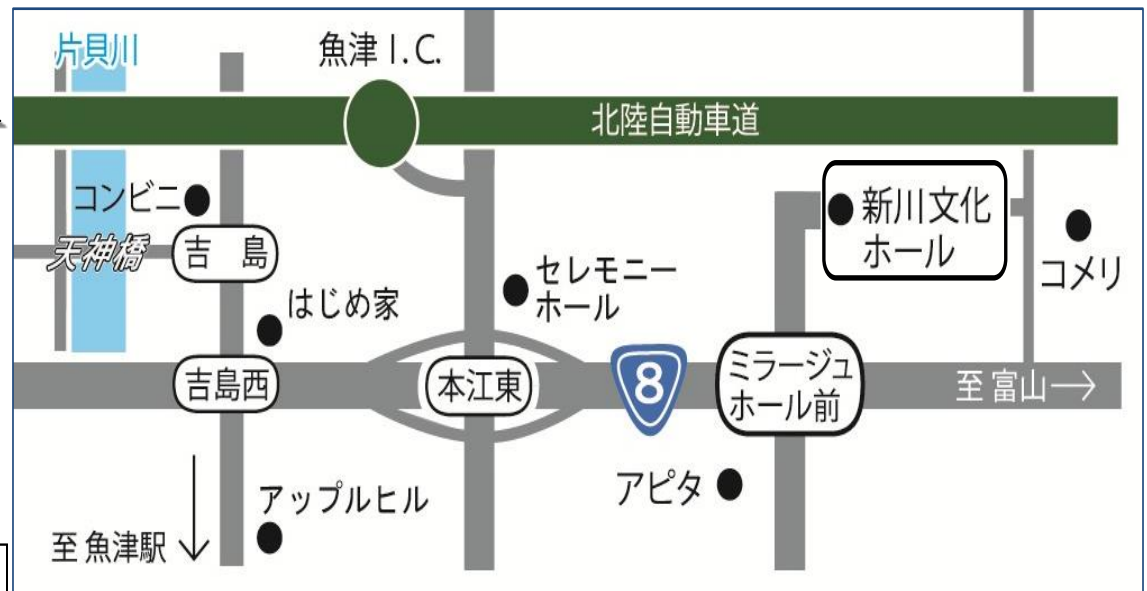 片貝川
魚津 I.C.
北陸自動車道
コンビニ
新川文化
ホール
天神橋
吉 島
コメリ
セレモニー
ホール
はじめ家
吉島西
本江東
8
ミラージュ
ホール前
至 富山→
アップルヒル
アピタ
至 魚津駅